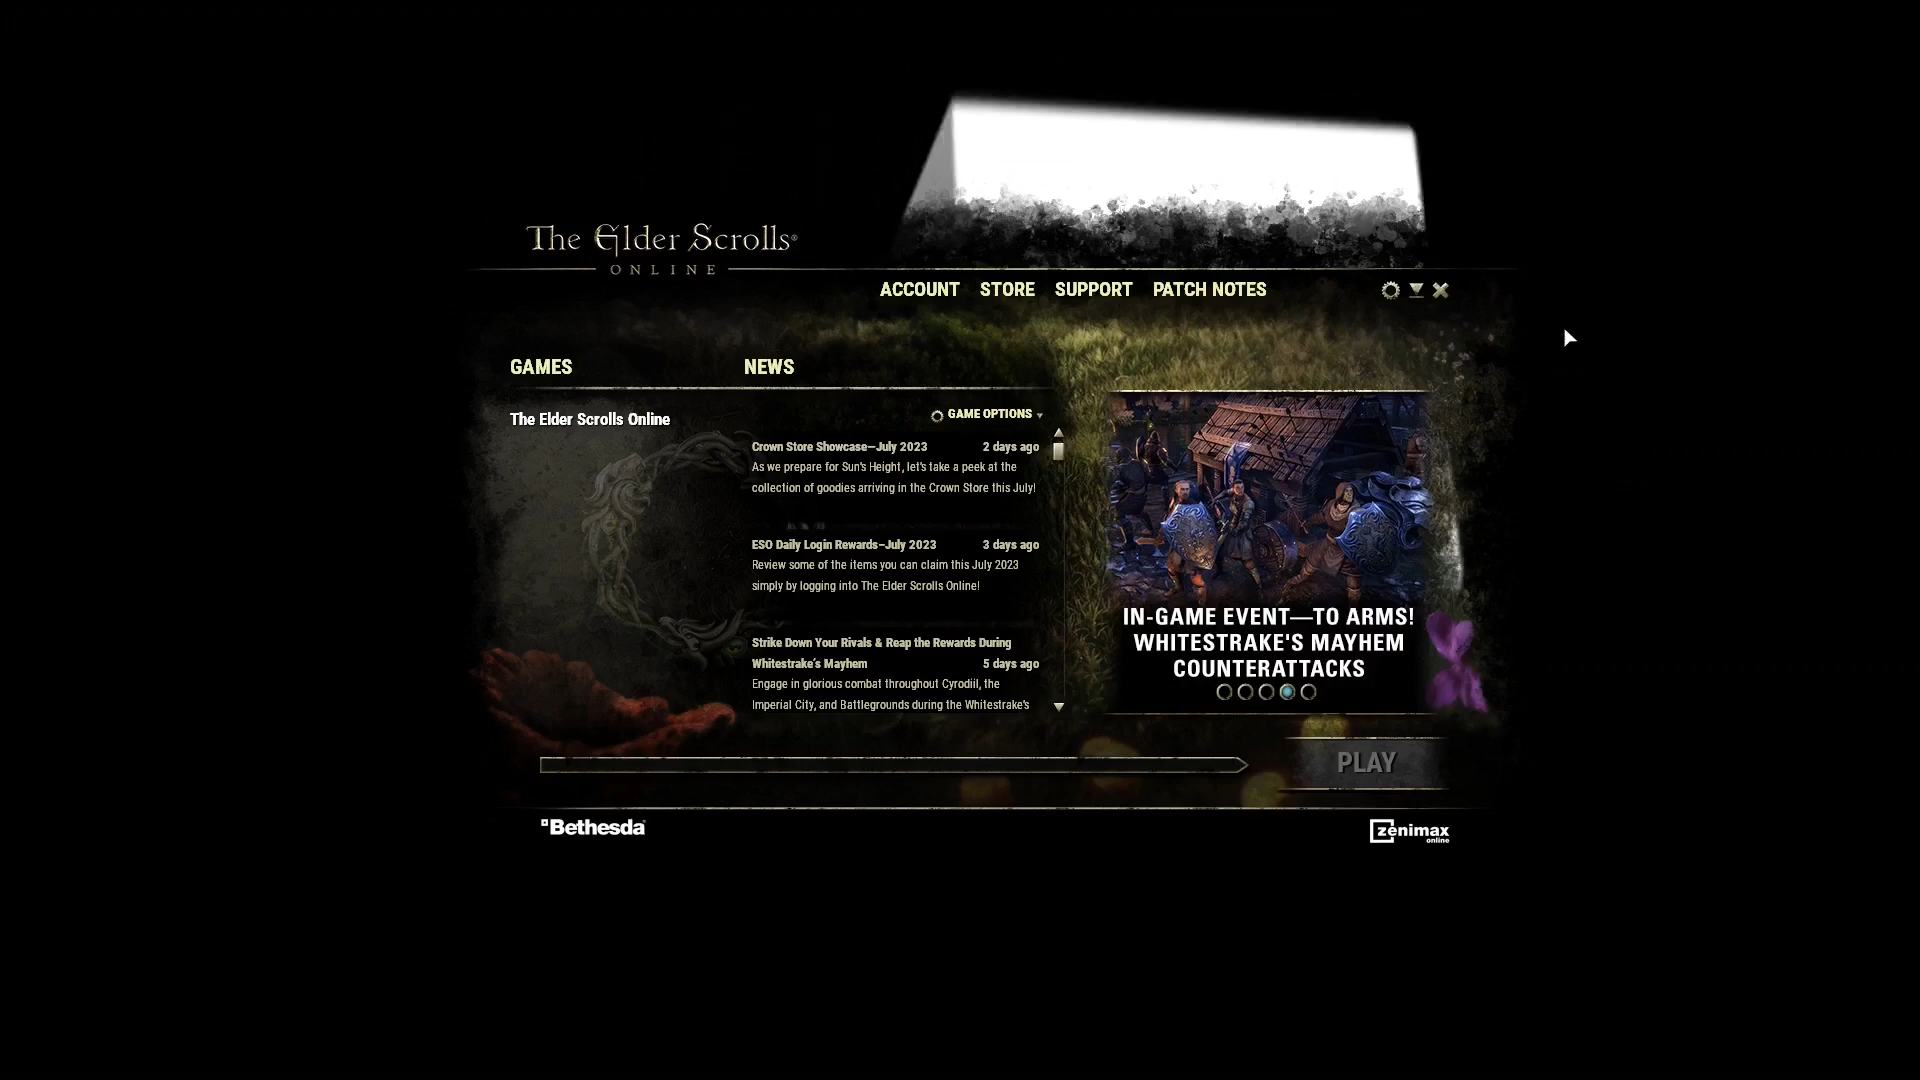 The Elder Scrolls®
ONLINE
ACCOUNT STORE SUPPORT PATCH NOTES
GAMES
NEWS
The Elder Scrolls Online
GAME OPTIONS
Crown Store Showcase—July 2023 2 days ago
As we prepare for Sun's Height, let's take a peek at the
collection of goodies arriving in the Crown Store this July!
ESO Daily Login Rewards–July 2023 3 days ago
Review some of the items you can claim this July 2023
simply by logging into The Elder Scrolls Online!
Strike Down Your Rivals & Reap the Rewards During
Whitestrake's Mayhem 5 days ago
Engage in glorious combat throughout Cyrodiil, the
Imperial City, and Battlegrounds during the Whitestrake's
IN-GAME EVENT—TO ARMS!
WHITESTRAKE'S MAYHEM
COUNTERATTACKS
PLAY
Bethesda
zenimax
online